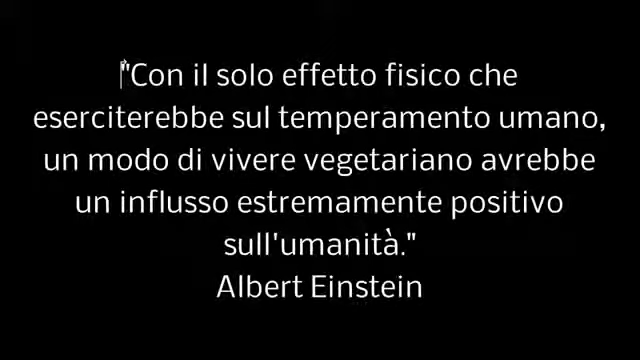 "Con il solo effetto fisico che
eserciterebbe sul temperamento umano,
un modo di vivere vegetariano avrebbe
un influsso estremamente positivo
sull'umanità."
Albert Einstein